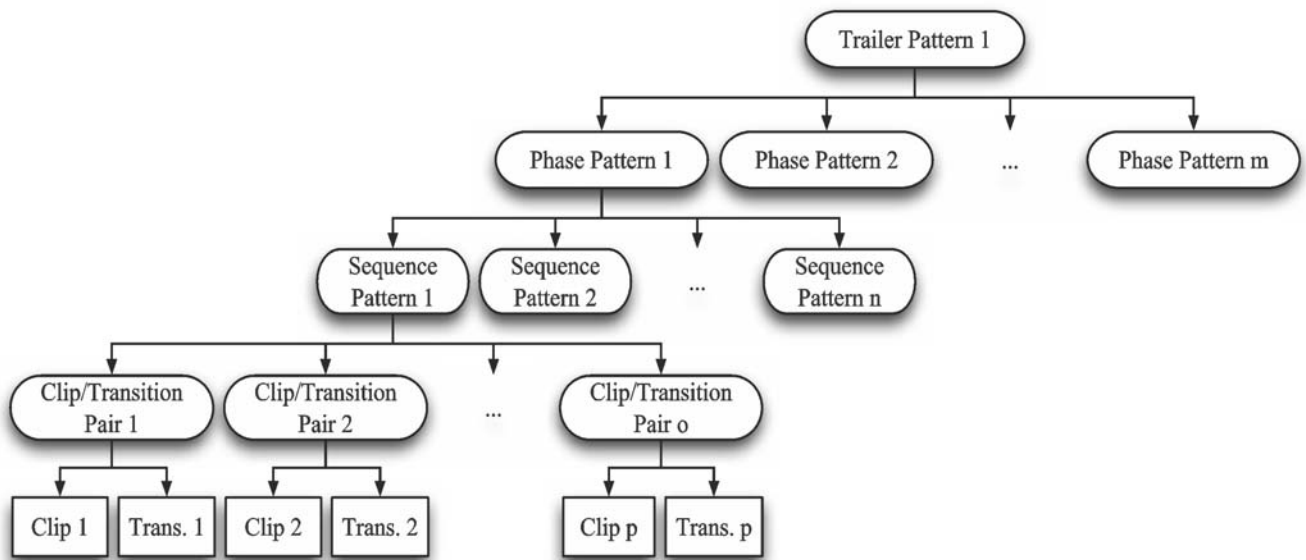 Trailer Pattern 1
Phase Pattern 1
Phase Pattern 2
...
Phase Pattern m
Sequence
Pattern 1
Sequence
Pattern 2
...
Sequence
Pattern n
Clip/Transition
Pair 1
Clip/Transition
Pair 2
...
Clip/Transition
Pair o
Clip 1
Trans. 1
Clip 2
Trans. 2
Clip p
Trans. p